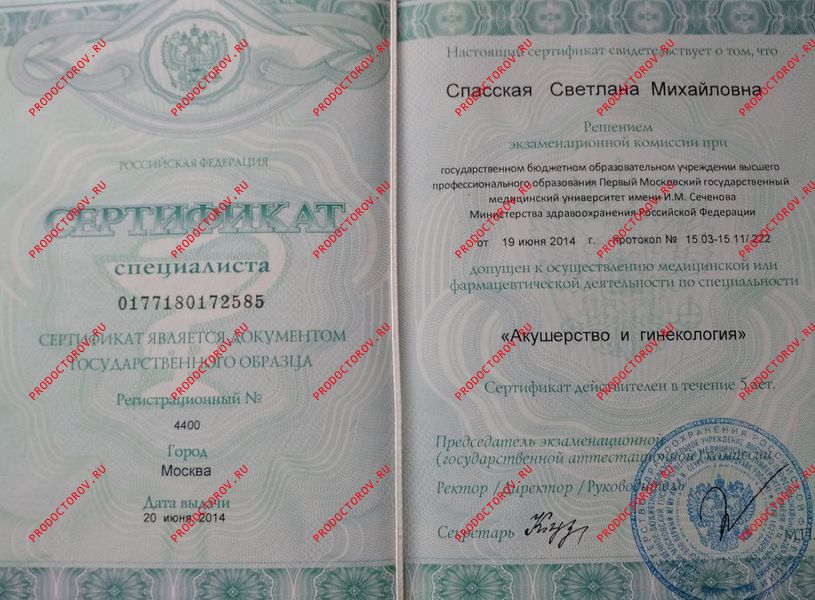 РОССИЙСКАЯ ФЕДЕРАЦИЯ
СЕРТИФИКАТ
специалиста
0177180172585
СЕРТИФИКАТ ЯВЛЯЕТСЯ ДОКУМЕНТОМ
ГОСУДАРСТВЕННОГО ОБРАЗЦА
Регистрационный №
4400
Город
Москва
Дата выдачи
20 июня 2014
Настоящий сертификат свидетельствует о том, что
Спасская Светлана Михайловна
Решением
экзаменационной комиссии при
государственном бюджетном образовательном учреждении высшего
профессионального образования Первый Московский государственный
медицинский университет имени И.М. Сеченова
Министерства здравоохранения Российской Федерации
от 19 июня 2014 г. протокол № 15.03-15.11/222
допущен к осуществлению медицинской или
фармацевтической деятельности по специальности
«Акушерство и гинекология»
Сертификат действителен в течение 5 лет.
Председатель экзаменационной
(государственной аттестационной) комиссии
Ректор /Директор /Руководитель
Секретарь
М.П.
PRODOCTOROV.RU